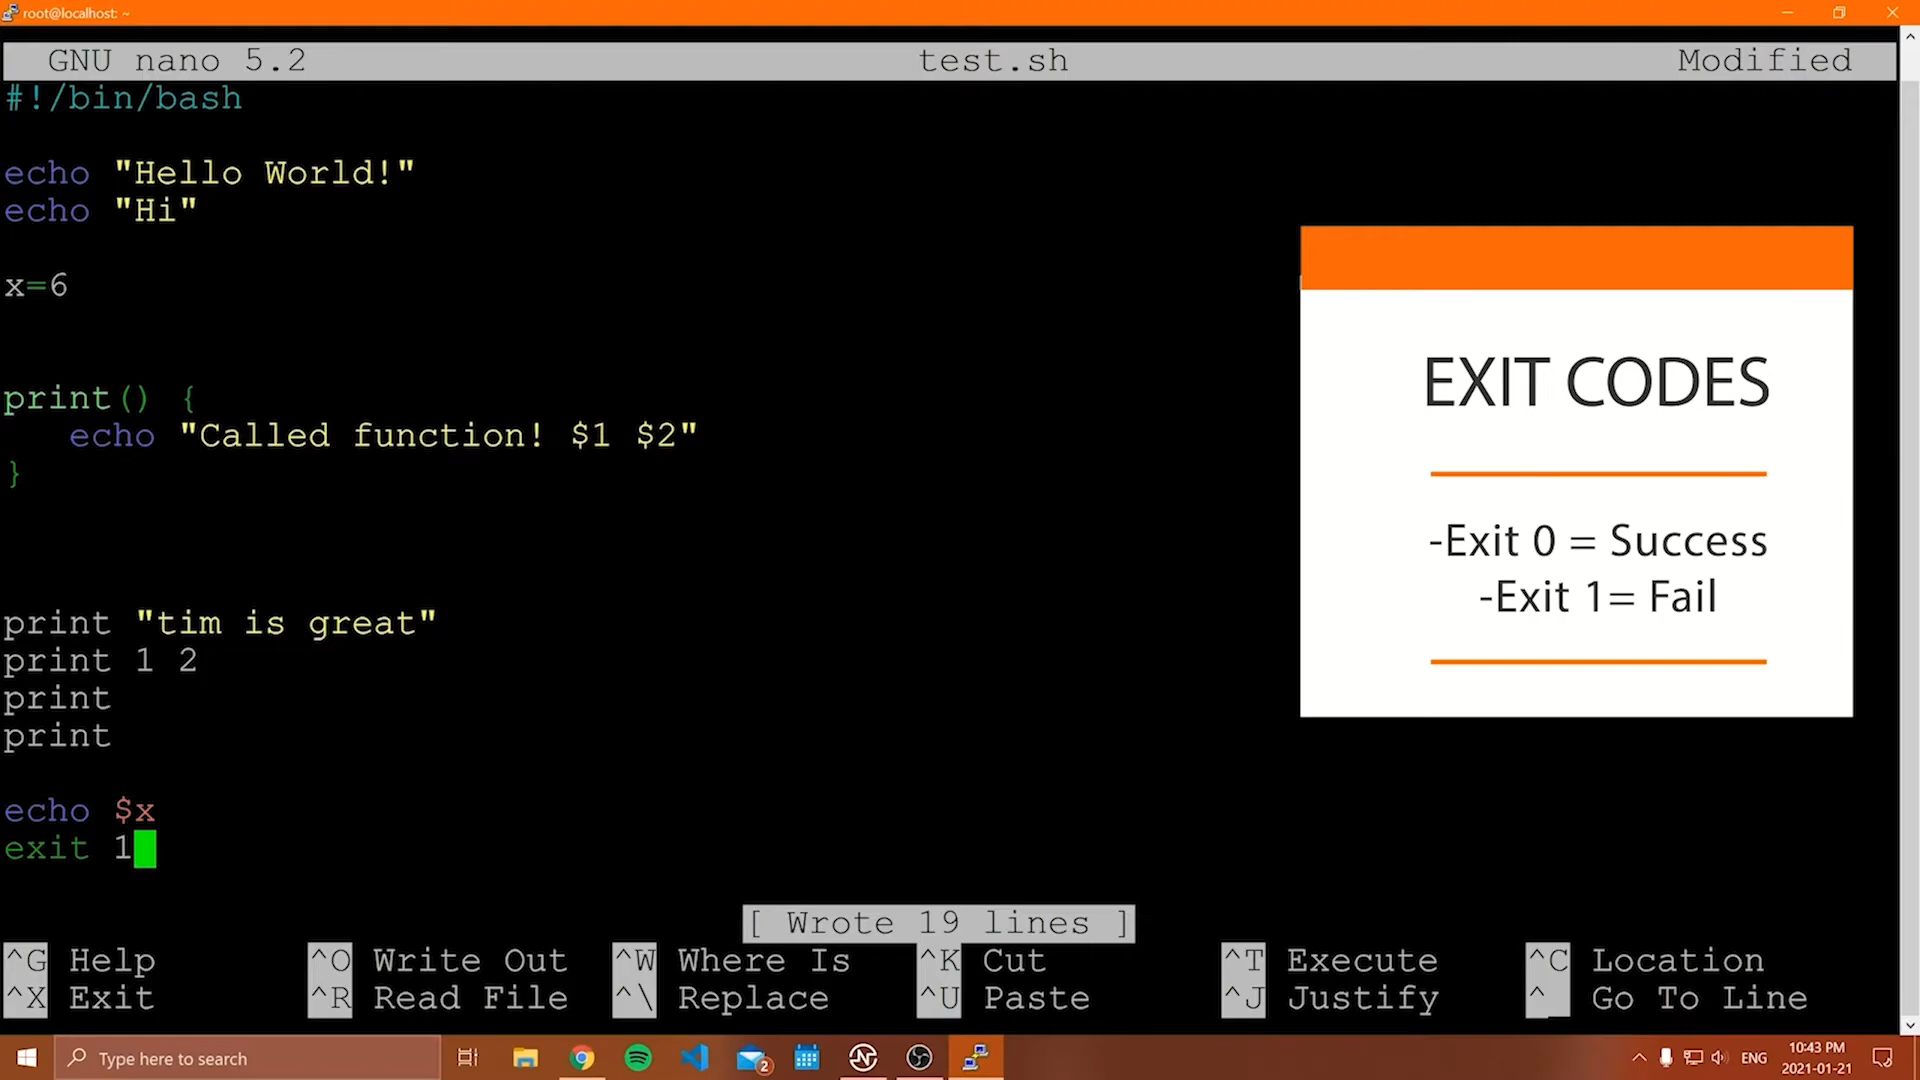 root@localhost: ~
GNU nano 5.2 test.sh Modified
#!/bin/bash
echo "Hello World!"
echo "Hi"
x=6
print() {
echo "Called function! $1 $2"
}
print "tim is great"
print 1 2
print
print
echo $x
exit 1
EXIT CODES
-Exit 0 = Success
-Exit 1= Fail
[ Wrote 19 lines ]
^G Help ^O Write Out ^W Where Is ^K Cut ^T Execute ^C Location
^X Exit ^R Read File ^\ Replace ^U Paste ^J Justify ^_ Go To Line
Type here to search
2
ENG
10:43 PM
2021-01-21